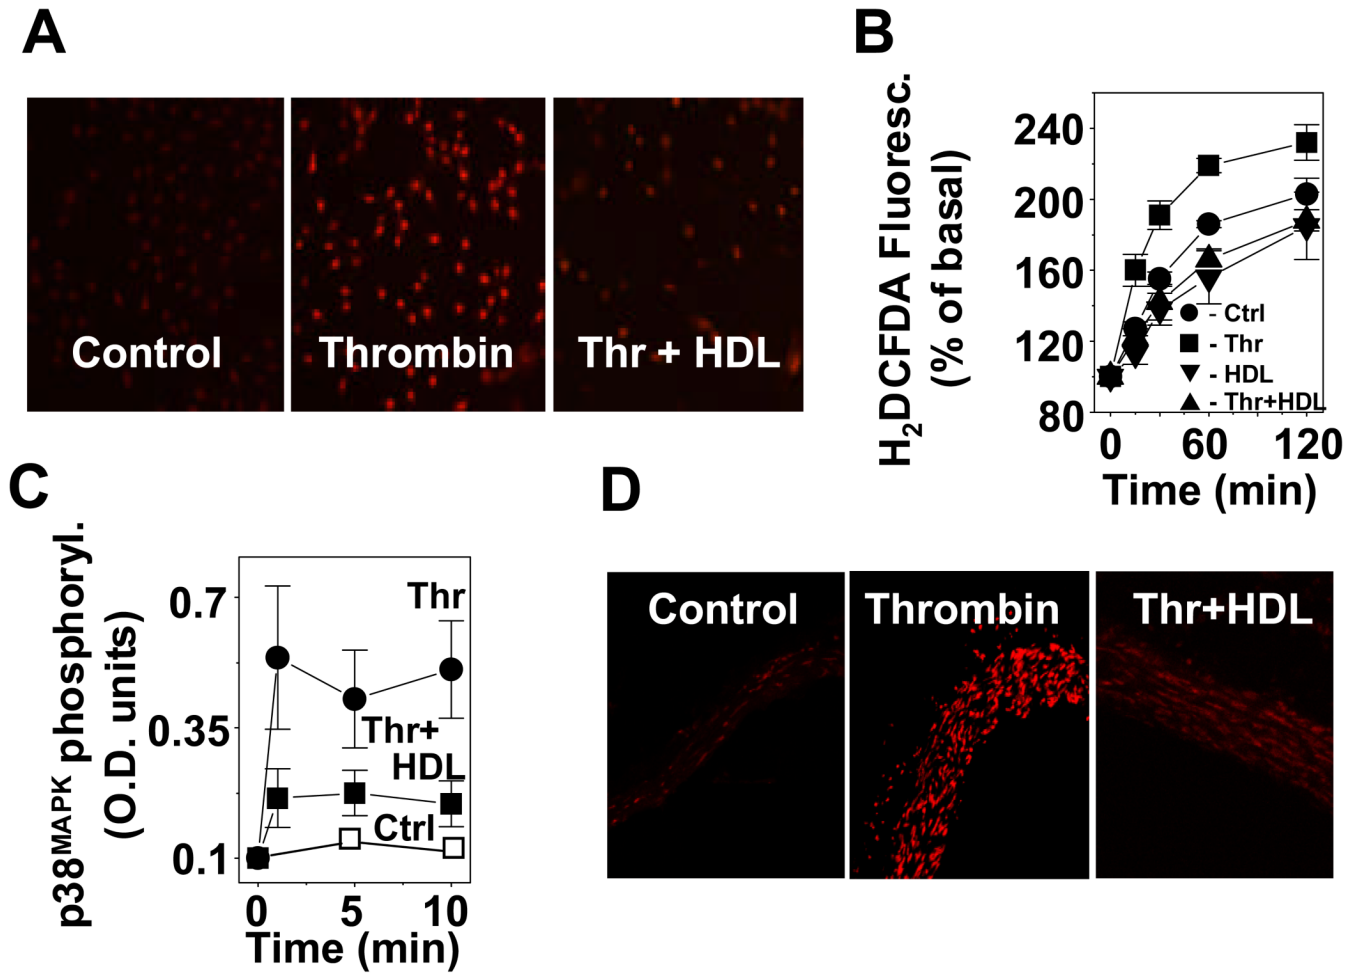 A
Control
Thrombin
Thr + HDL
B
H₂DCFDA Fluoresc.
(% of basal)
240
200
160
120
80
- Ctrl
- Thr
- HDL
- Thr+HDL
0 60 120
Time (min)
C
p38ᴹᴬᴾᴷ phosphoryl.
(O.D. units)
0.7
0.35
0.1
Thr
Thr+
HDL
Ctrl
0 5 10
Time (min)
D
Control
Thrombin
Thr+HDL